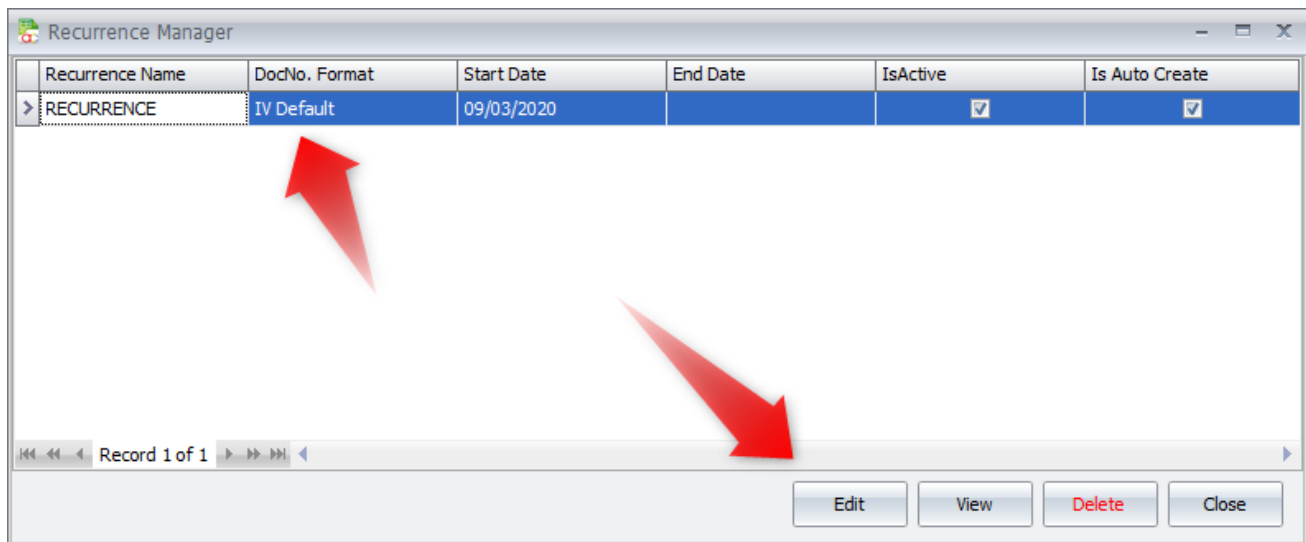 Recurrence Manager
Recurrence Name DocNo. Format Start Date End Date IsActive Is Auto Create
RECURRENCE IV Default 09/03/2020
Record 1 of 1
Edit View Delete Close